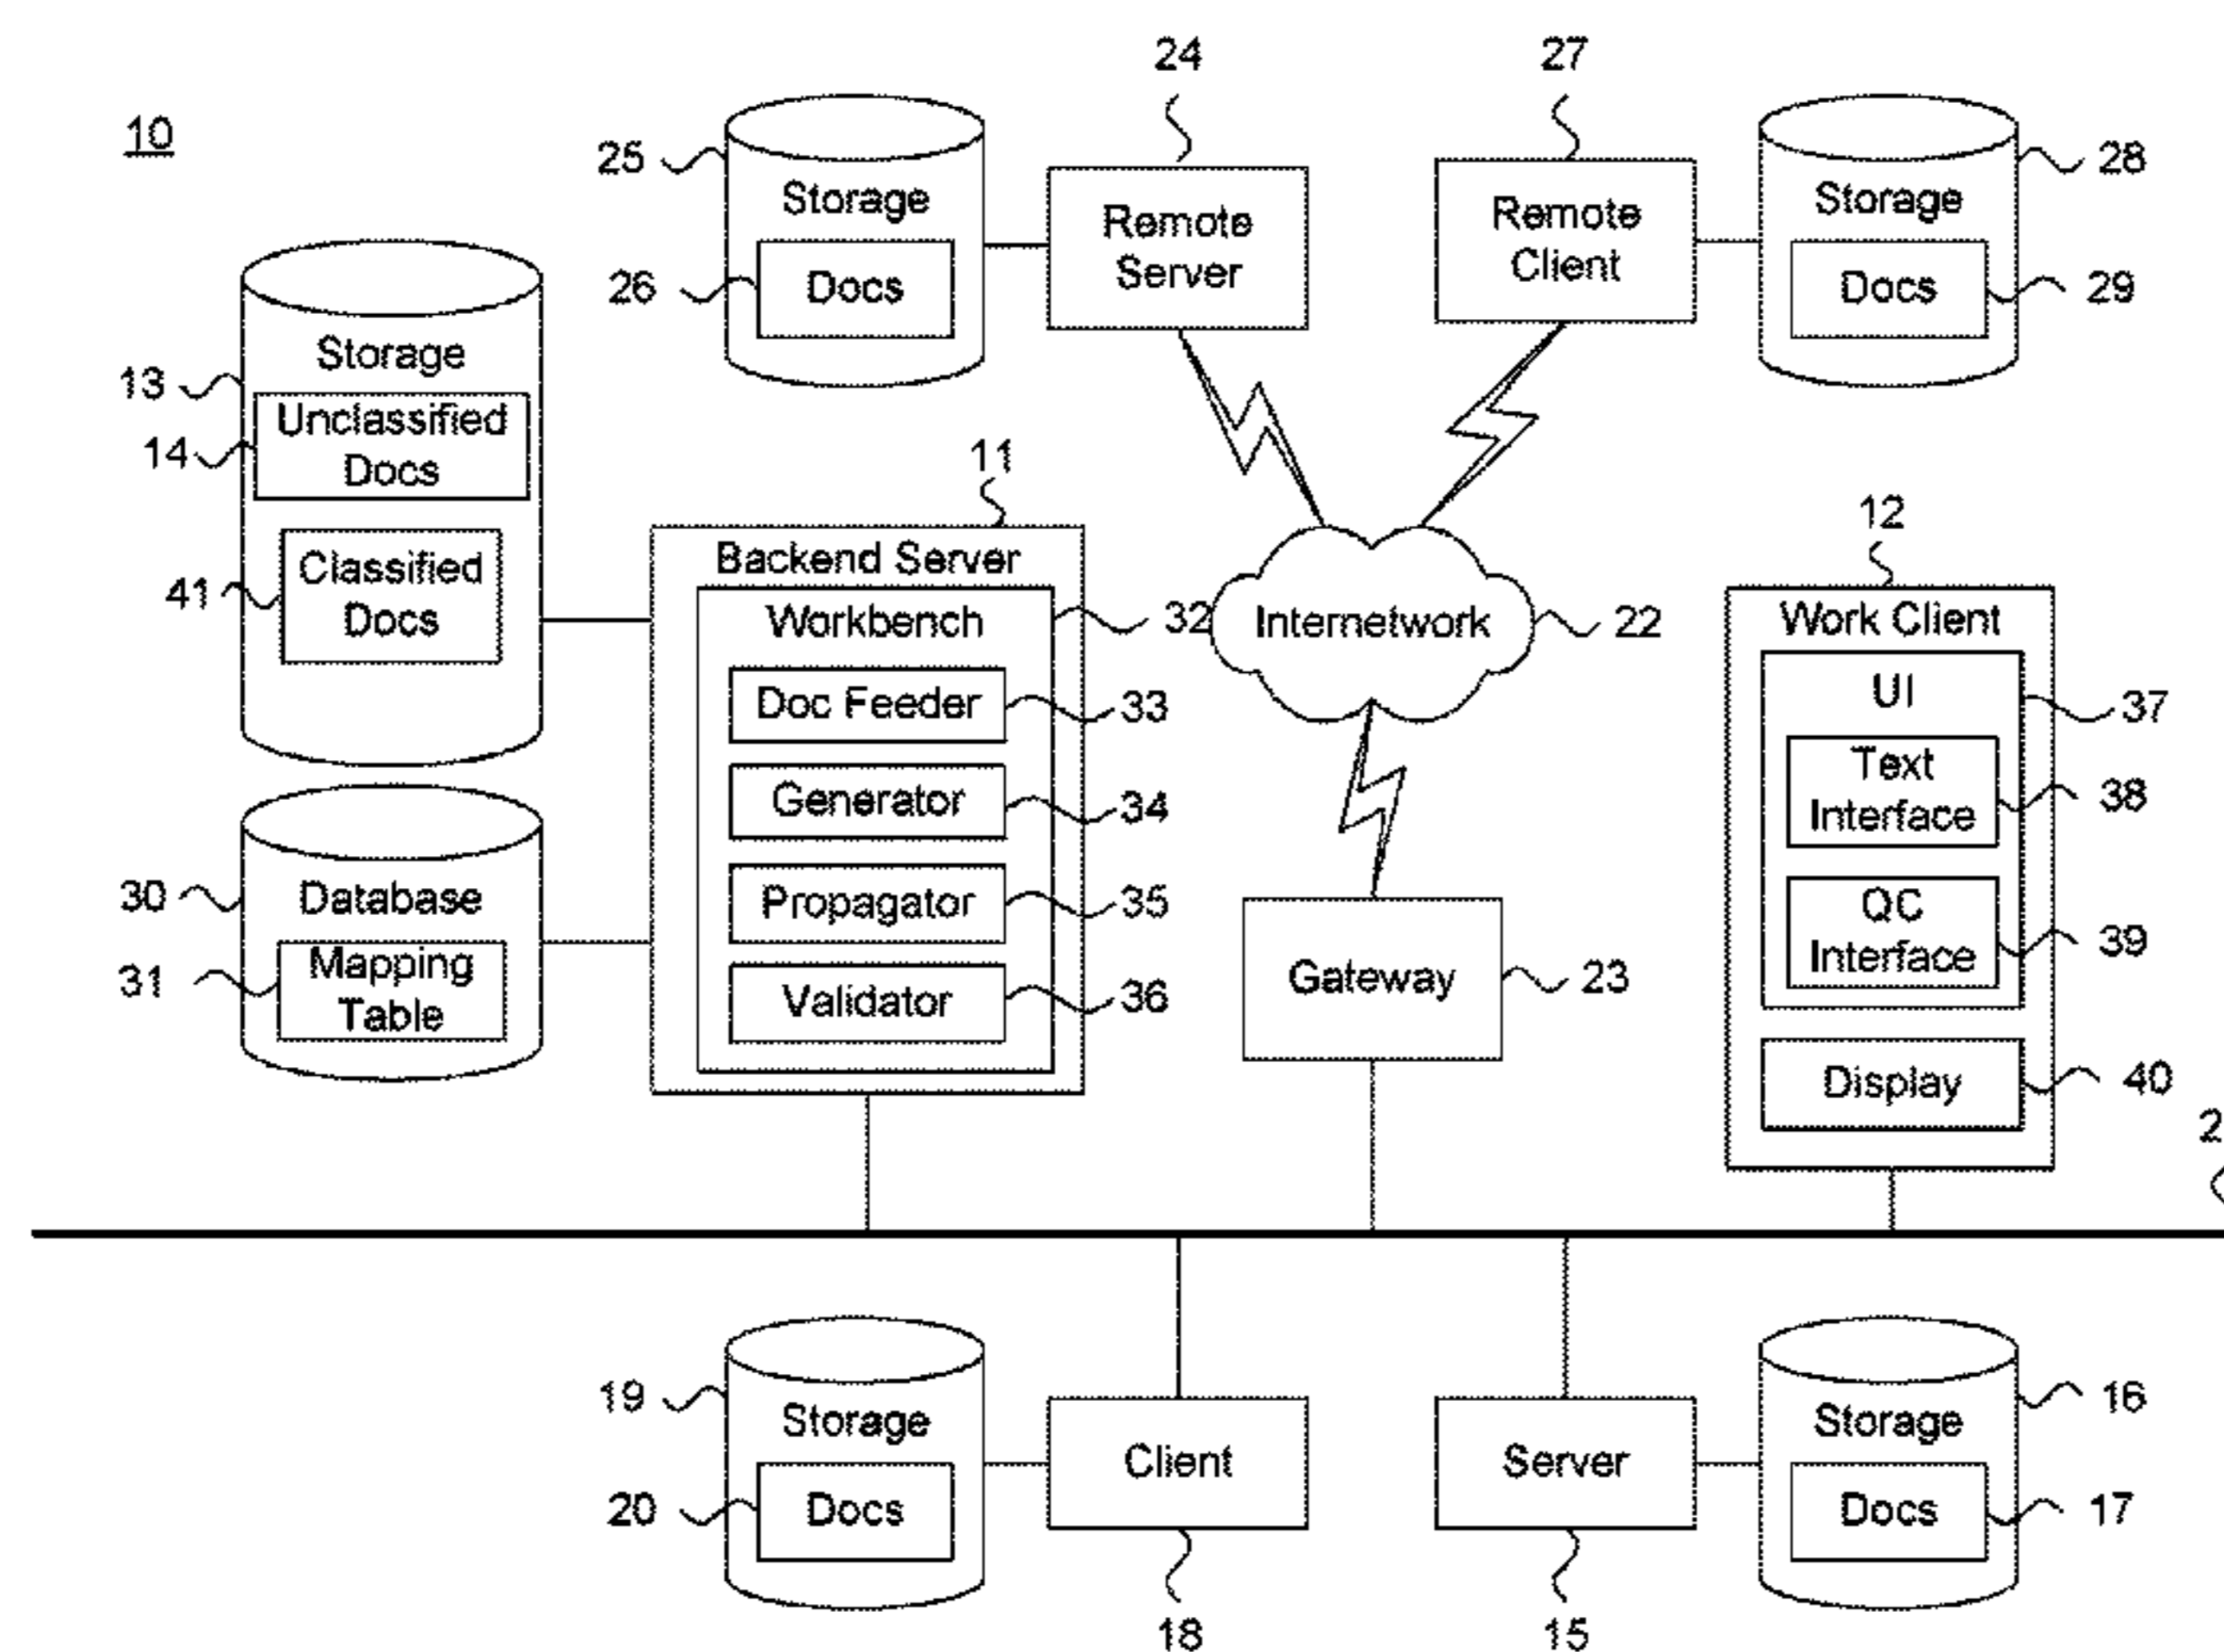 24
27
10
25
Storage
Remote
Server
Remote
Client
Storage
28
26
Docs
Docs
29
Storage
13
Unclassified
Docs
14
11
12
Backend Server
Classified
Docs
41
Workbench
32
Internetwork
22
Work Client
UI
37
Doc Feeder
33
Text
Interface
38
Generator
34
30
Database
Propagator
35
QC
Interface
39
31
Mapping
Table
Validator
36
Gateway
23
Display
40
2
19
Storage
Client
Server
Storage
16
20
Docs
Docs
17
18
15